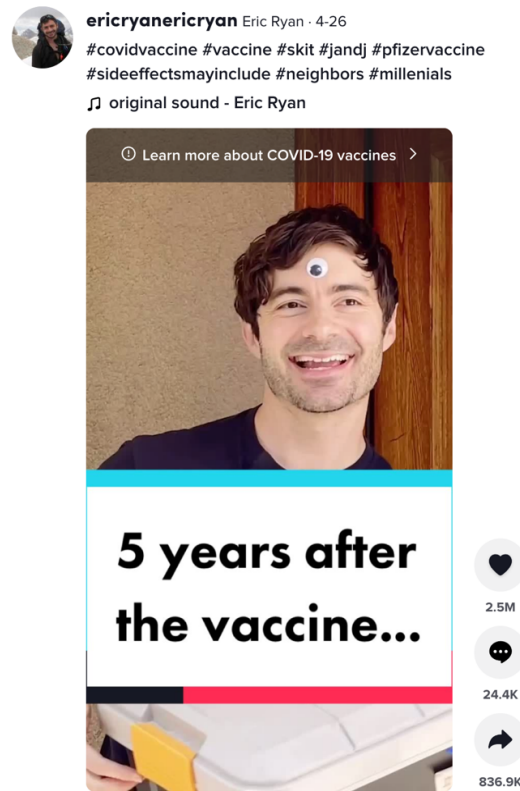 ericryanericryan Eric Ryan · 4-26
#covidvaccine #vaccine #skit #jandj #pfizervaccine
#sideeffectsmayinclude #neighbors #millenials
original sound - Eric Ryan
Learn more about COVID-19 vaccines
5 years after
the vaccine...
2.5M
24.4K
836.9K